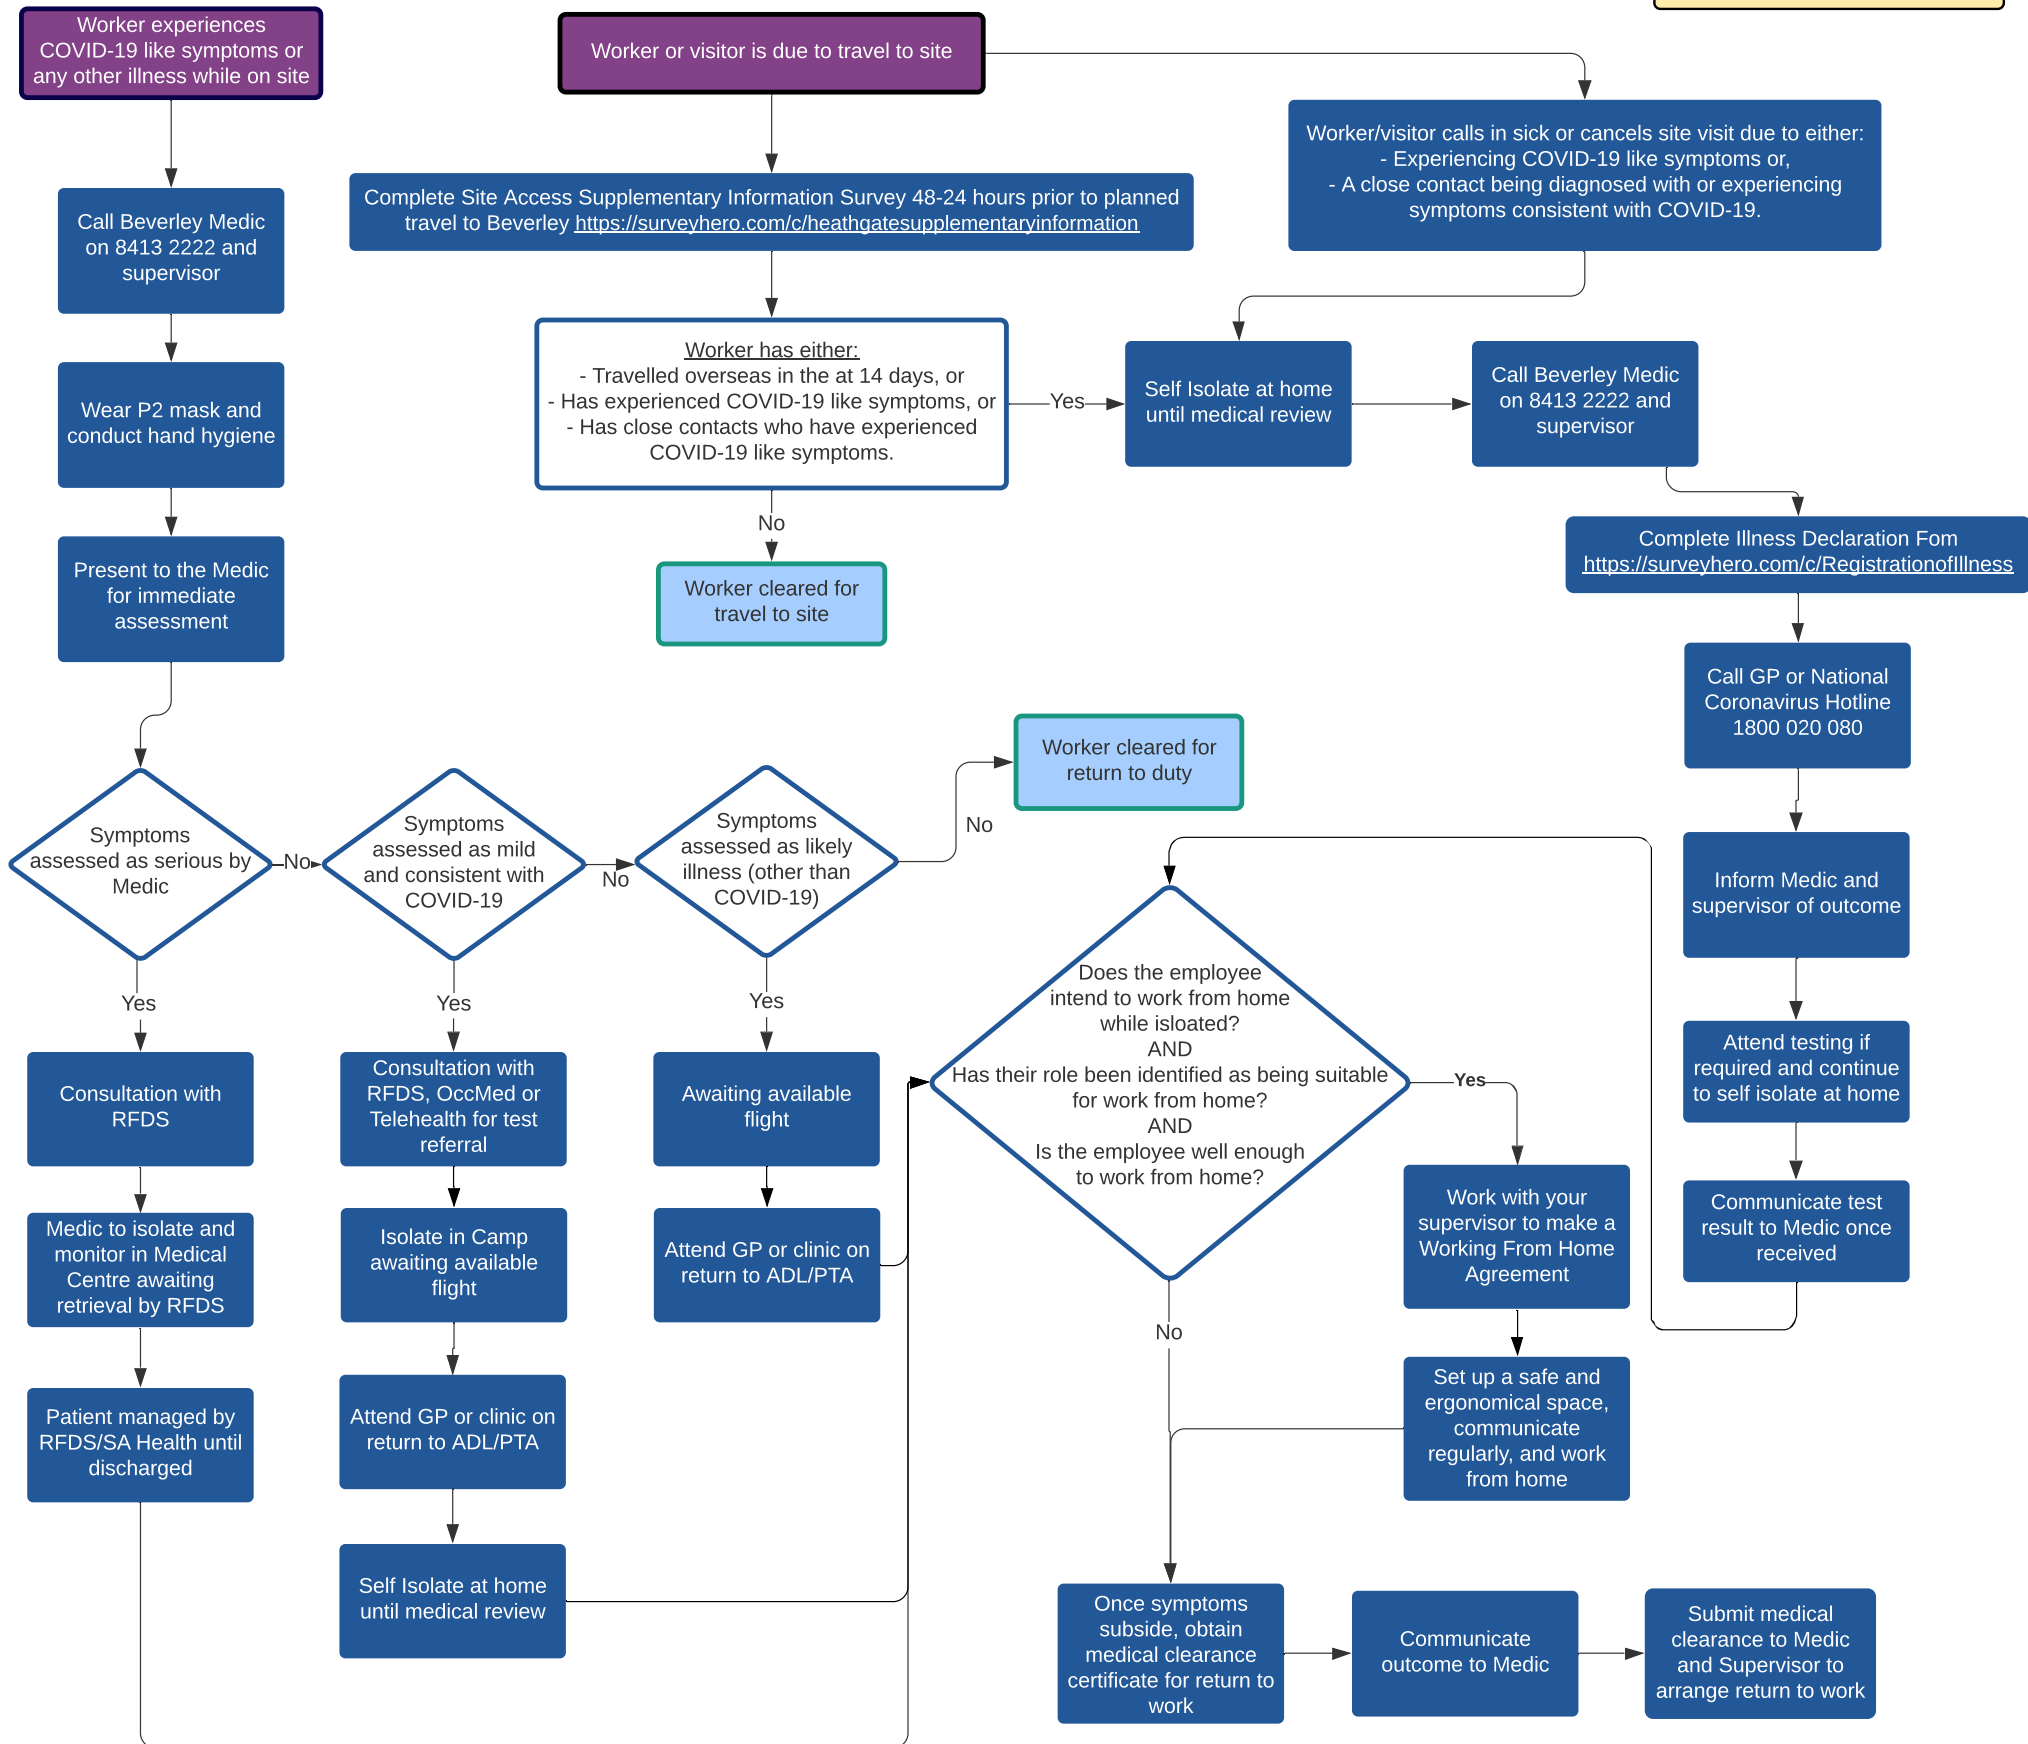 Worker experiences
COVID-19 like symptoms or
any other illness while on site
Call Beverley Medic
on 8413 2222 and
supervisor
Wear P2 mask and
conduct hand hygiene
Present to the Medic
for immediate
assessment
Worker or visitor is due to travel to site
Complete Site Access Supplementary Information Survey 48-24 hours prior to planned
travel to Beverley https://surveyhero.com/c/heathgatesupplementaryinformation
Worker has either:
- Travelled overseas in the at 14 days, or
- Has experienced COVID-19 like symptoms, or
- Has close contacts who have experienced
COVID-19 like symptoms.
No
Worker cleared for
travel to site
Yes
Worker/visitor calls in sick or cancels site visit due to either:
- Experiencing COVID-19 like symptoms or,
- A close contact being diagnosed with or experiencing
symptoms consistent with COVID-19.
Self Isolate at home
until medical review
Call Beverley Medic
on 8413 2222 and
supervisor
Complete Illness Declaration Fom
https://surveyhero.com/c/RegistrationofIllness
Call GP or National
Coronavirus Hotline
1800 020 080
Inform Medic and
supervisor of outcome
Attend testing if
required and continue
to self isolate at home
Communicate test
result to Medic once
received
Symptoms
assessed as serious by
Medic
No
Symptoms
assessed as mild
and consistent with
COVID-19
No
Symptoms
assessed as likely
illness (other than
COVID-19)
No
Worker cleared for
return to duty
Yes
Consultation with
RFDS
Medic to isolate and
monitor in Medical
Centre awaiting
retrieval by RFDS
Patient managed by
RFDS/SA Health until
discharged
Yes
Consultation with
RFDS, OccMed or
Telehealth for test
referral
Isolate in Camp
awaiting available
flight
Attend GP or clinic on
return to ADL/PTA
Self Isolate at home
until medical review
Yes
Awaiting available
flight
Attend GP or clinic on
return to ADL/PTA
Does the employee
intend to work from home
while isloated?
AND
Has their role been identified as being suitable
for work from home?
AND
Is the employee well enough
to work from home?
Yes
Work with your
supervisor to make a
Working From Home
Agreement
Set up a safe and
ergonomical space,
communicate
regularly, and work
from home
No
Once symptoms
subside, obtain
medical clearance
certificate for return to
work
Communicate
outcome to Medic
Submit medical
clearance to Medic
and Supervisor to
arrange return to work